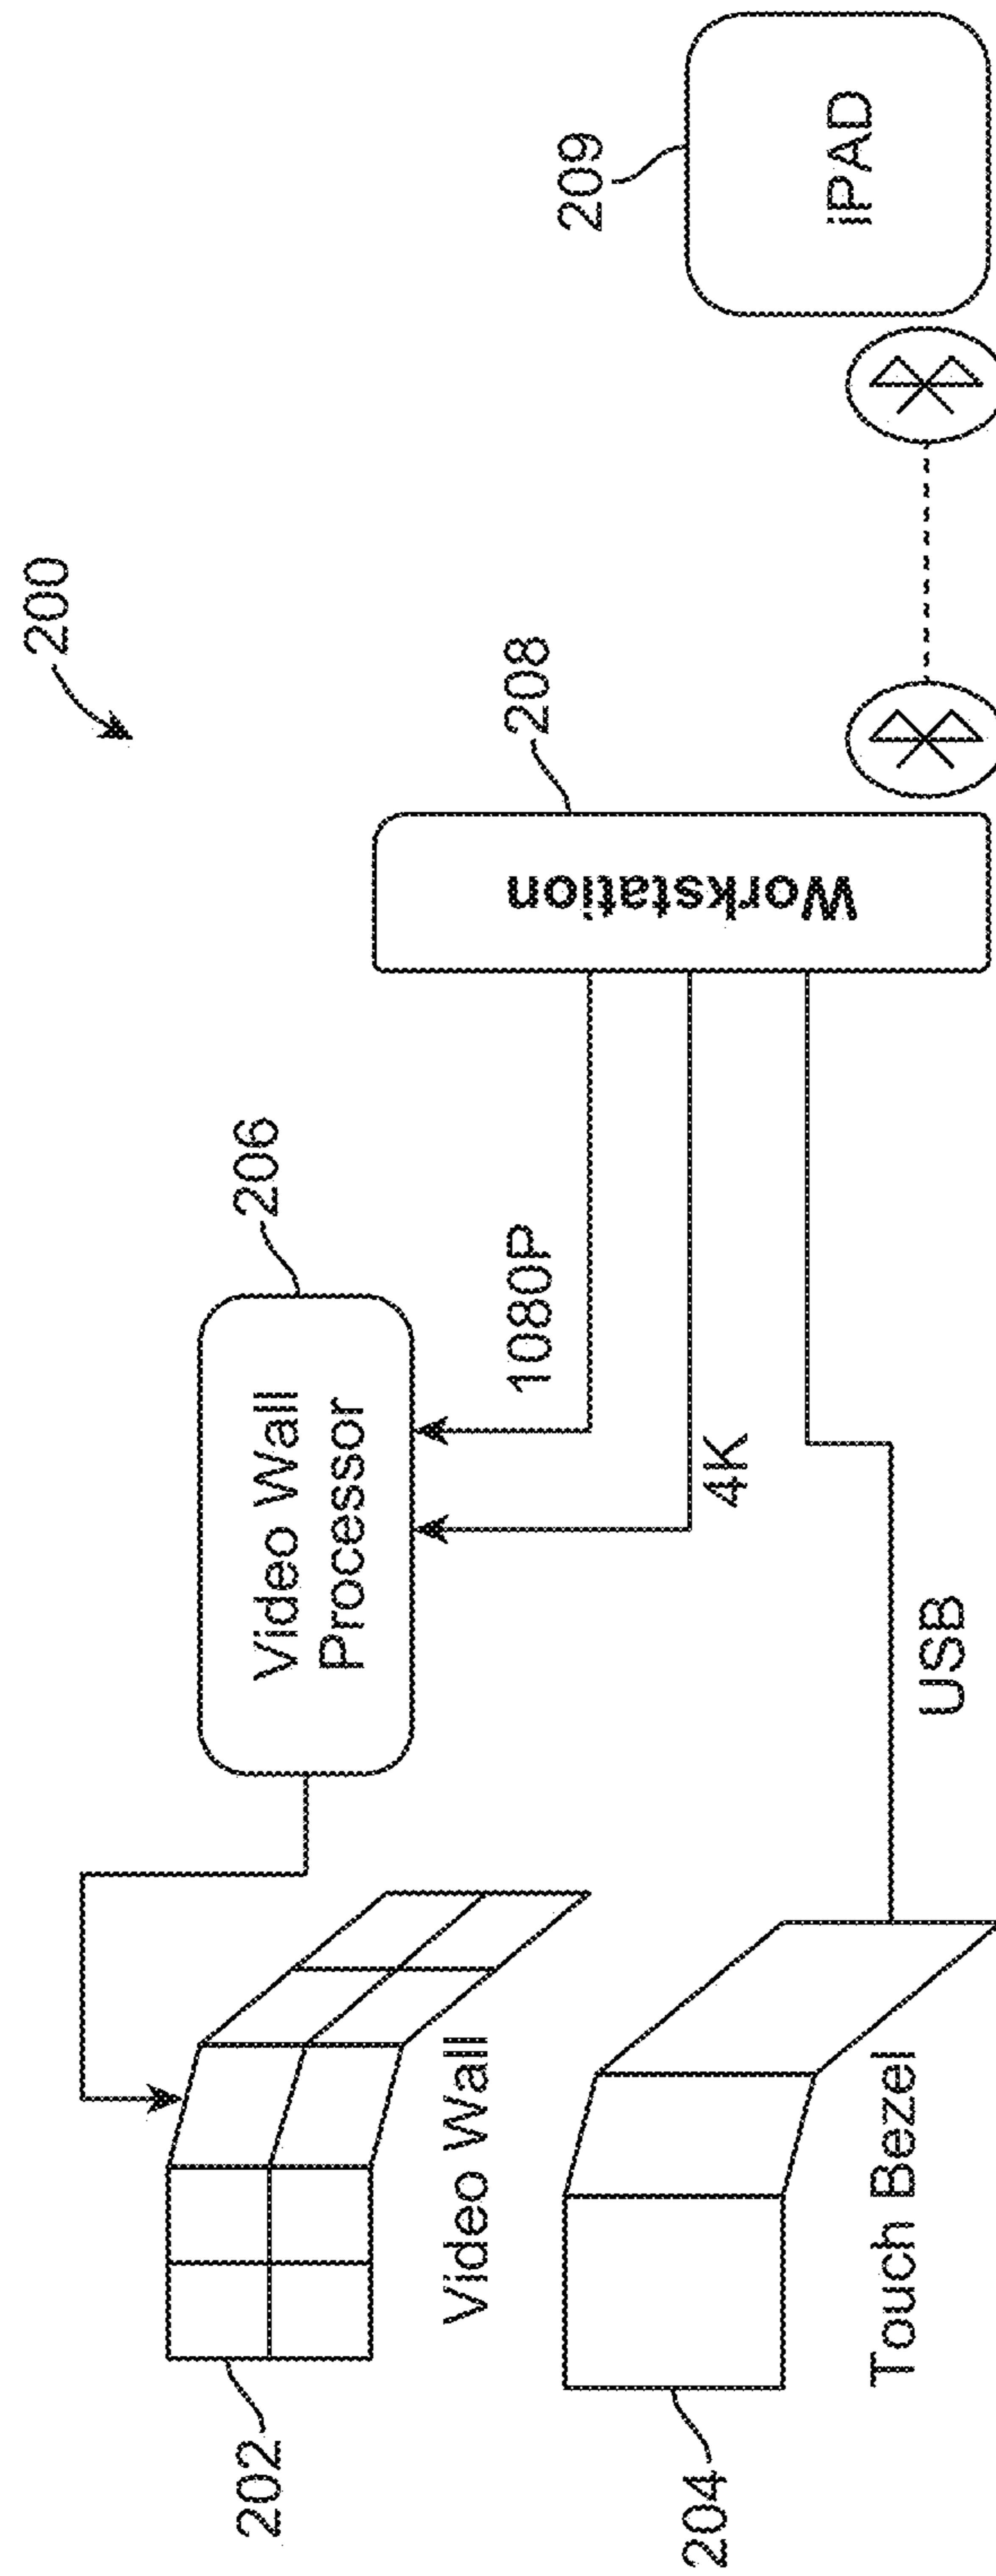 200
202
Video Wall
204
Touch Bezel
Video Wall
Processor
206
1080P
4K
USB
Workstation
208
209
iPAD